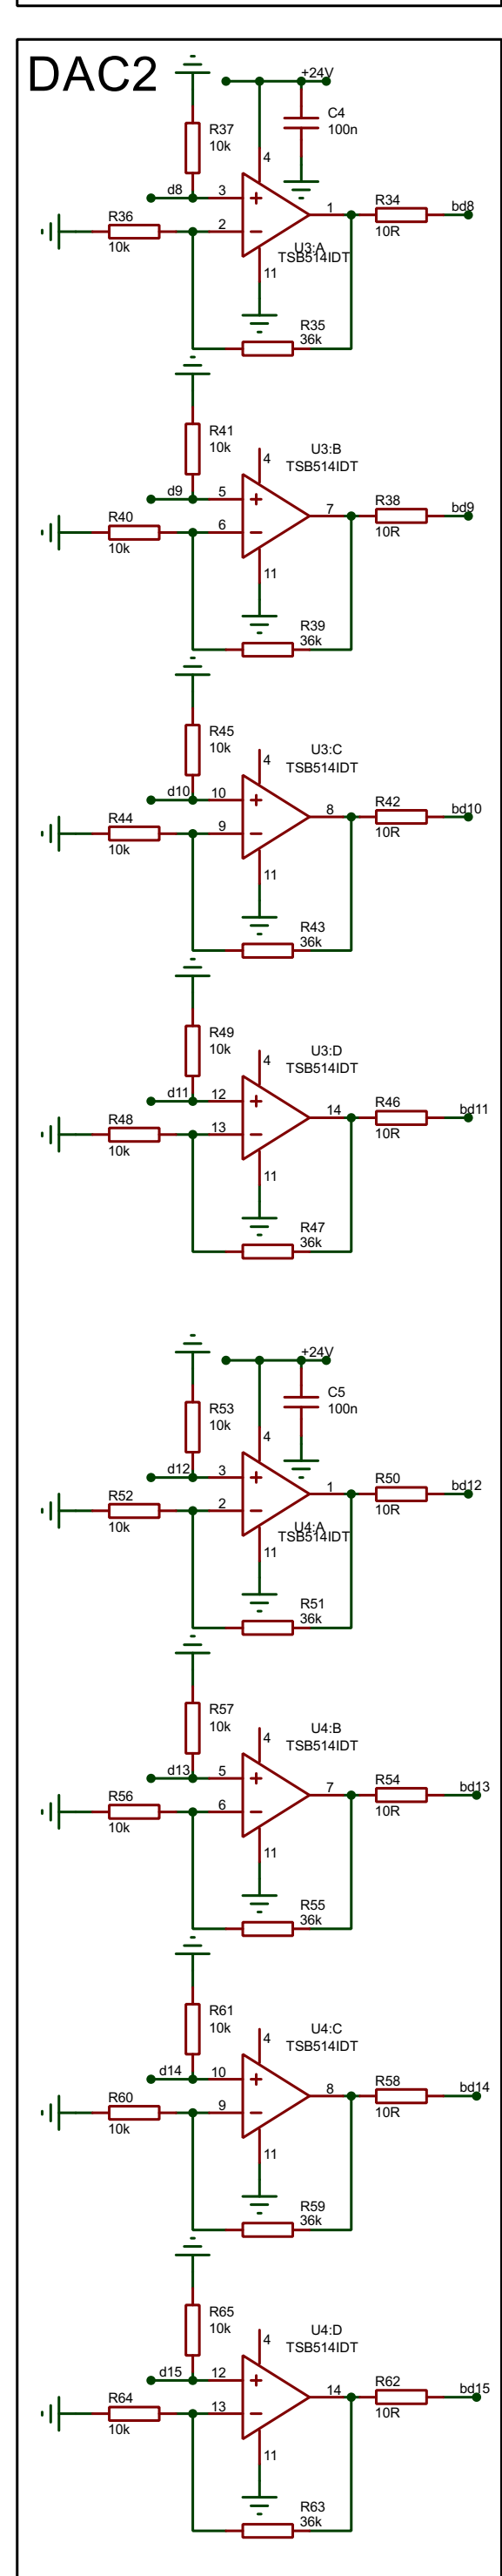 DAC2
+24V
C4
100n
R37
10k
4
d8
3
1
R34
bd8
R36
2
10R
10k
U3:A
TSB514IDT
11
R35
36k
R41
10k
U3:B
4
TSB514IDT
d9
5
7
R38
bd9
R40
6
10R
10k
11
R39
36k
R45
10k
U3:C
4
TSB514IDT
d10
10
8
R42
bd10
R44
9
10R
10k
11
R43
36k
R49
10k
U3:D
4
TSB514IDT
d11
12
14
R46
bd11
R48
13
10R
10k
11
R47
36k
+24V
C5
100n
R53
10k
4
d12
3
1
R50
bd12
R52
2
10R
10k
U4:A
TSB514IDT
11
R51
36k
R57
10k
U4:B
4
TSB514IDT
d13
5
7
R54
bd13
R56
6
10R
10k
11
R55
36k
R61
10k
U4:C
4
TSB514IDT
d14
10
8
R58
bd14
R60
9
10R
10k
11
R59
36k
R65
10k
U4:D
4
TSB514IDT
d15
12
14
R62
bd15
R64
13
10R
10k
11
R63
36k